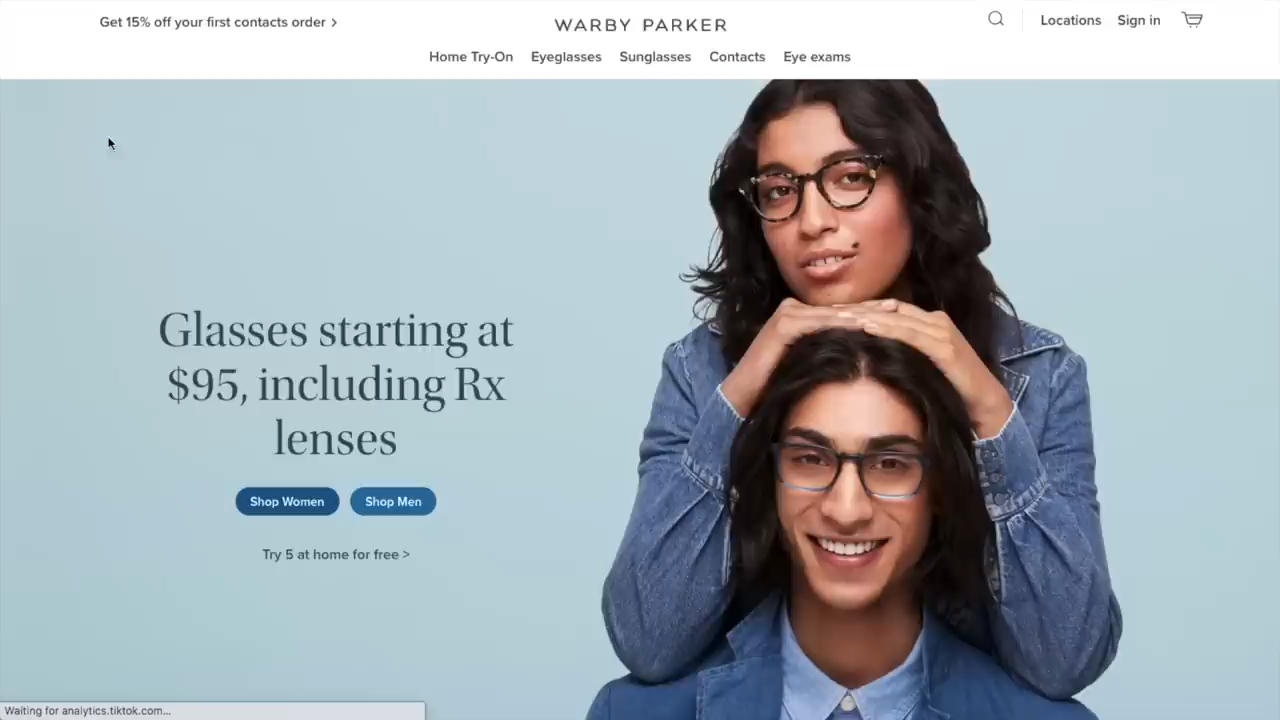 Get 15% off your first contacts order >
WARBY PARKER
Locations
Sign in
Home Try-On
Eyeglasses
Sunglasses
Contacts
Eye exams
Glasses starting at
$95, including Rx
lenses
Shop Women
Shop Men
Try 5 at home for free >
Waiting for analytics.tiktok.com...